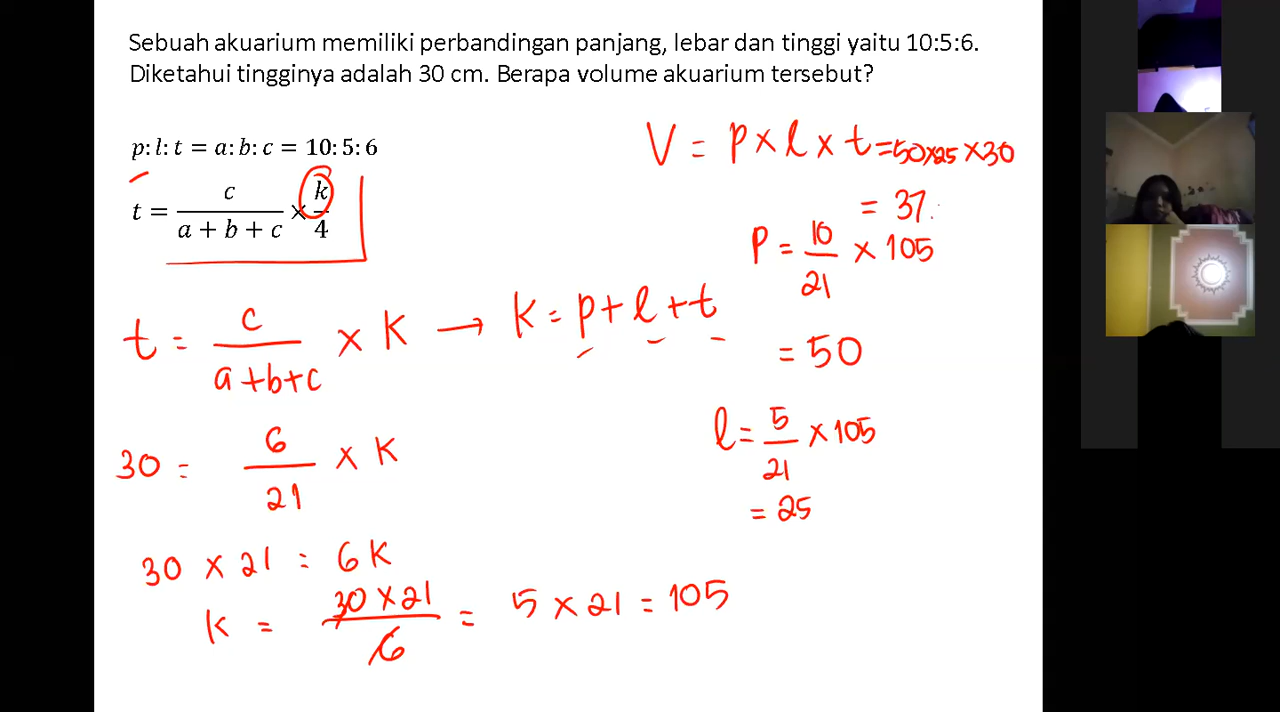 Sebuah akuarium memiliki perbandingan panjang, lebar dan tinggi yaitu 10:5:6.
Diketahui tingginya adalah 30 cm. Berapa volume akuarium tersebut?
p:l:t = a:b:c = 10:5:6
t = c/(a+b+c) × k/4
t = c/(a+b+c) × k → k = p + l + t
30 = 6/21 × k
30 × 21 = 6k
k = (30 × 21)/6 = 5 × 21 = 105
V = p × l × t = 50×25×30
= 37.
p = 10/21 × 105
= 50
l = 5/21 × 105
= 25